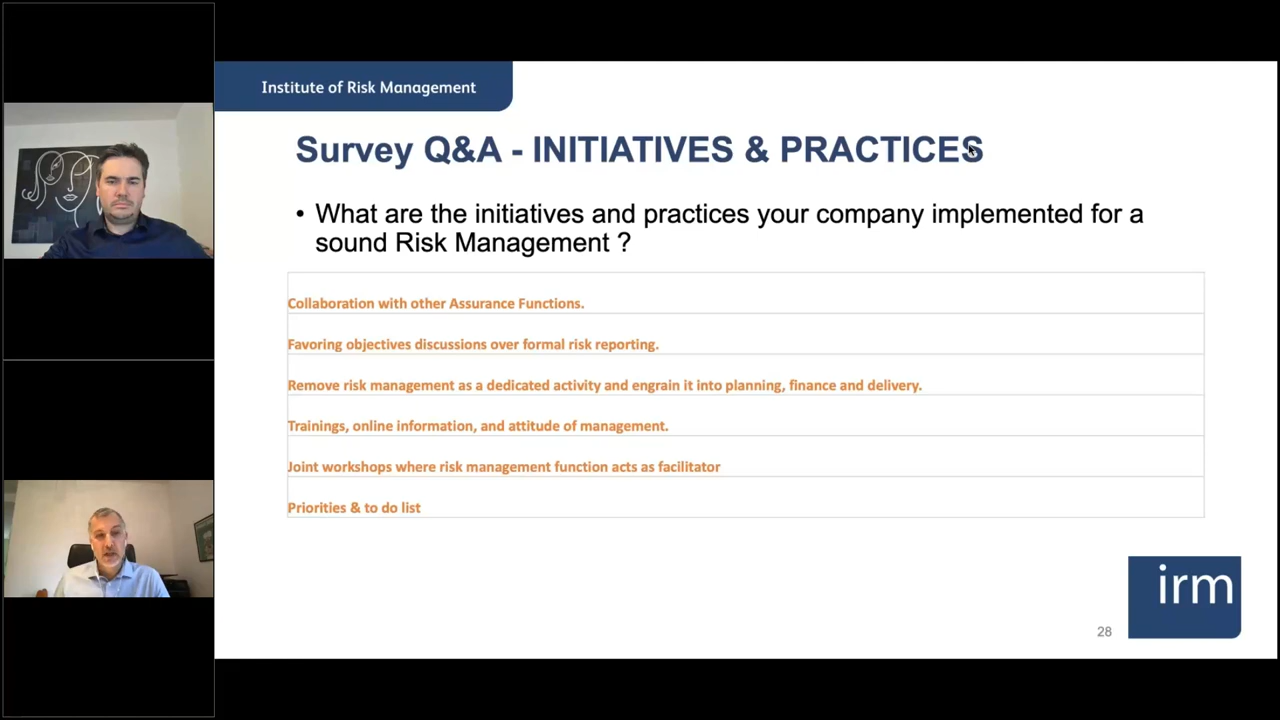 Institute of Risk Management
Survey Q&A - INITIATIVES & PRACTICES
• What are the initiatives and practices your company implemented for a
sound Risk Management ?
Collaboration with other Assurance Functions.
Favoring objectives discussions over formal risk reporting.
Remove risk management as a dedicated activity and engrain it into planning, finance and delivery.
Trainings, online information, and attitude of management.
Joint workshops where risk management function acts as facilitator
Priorities & to do list
irm
28